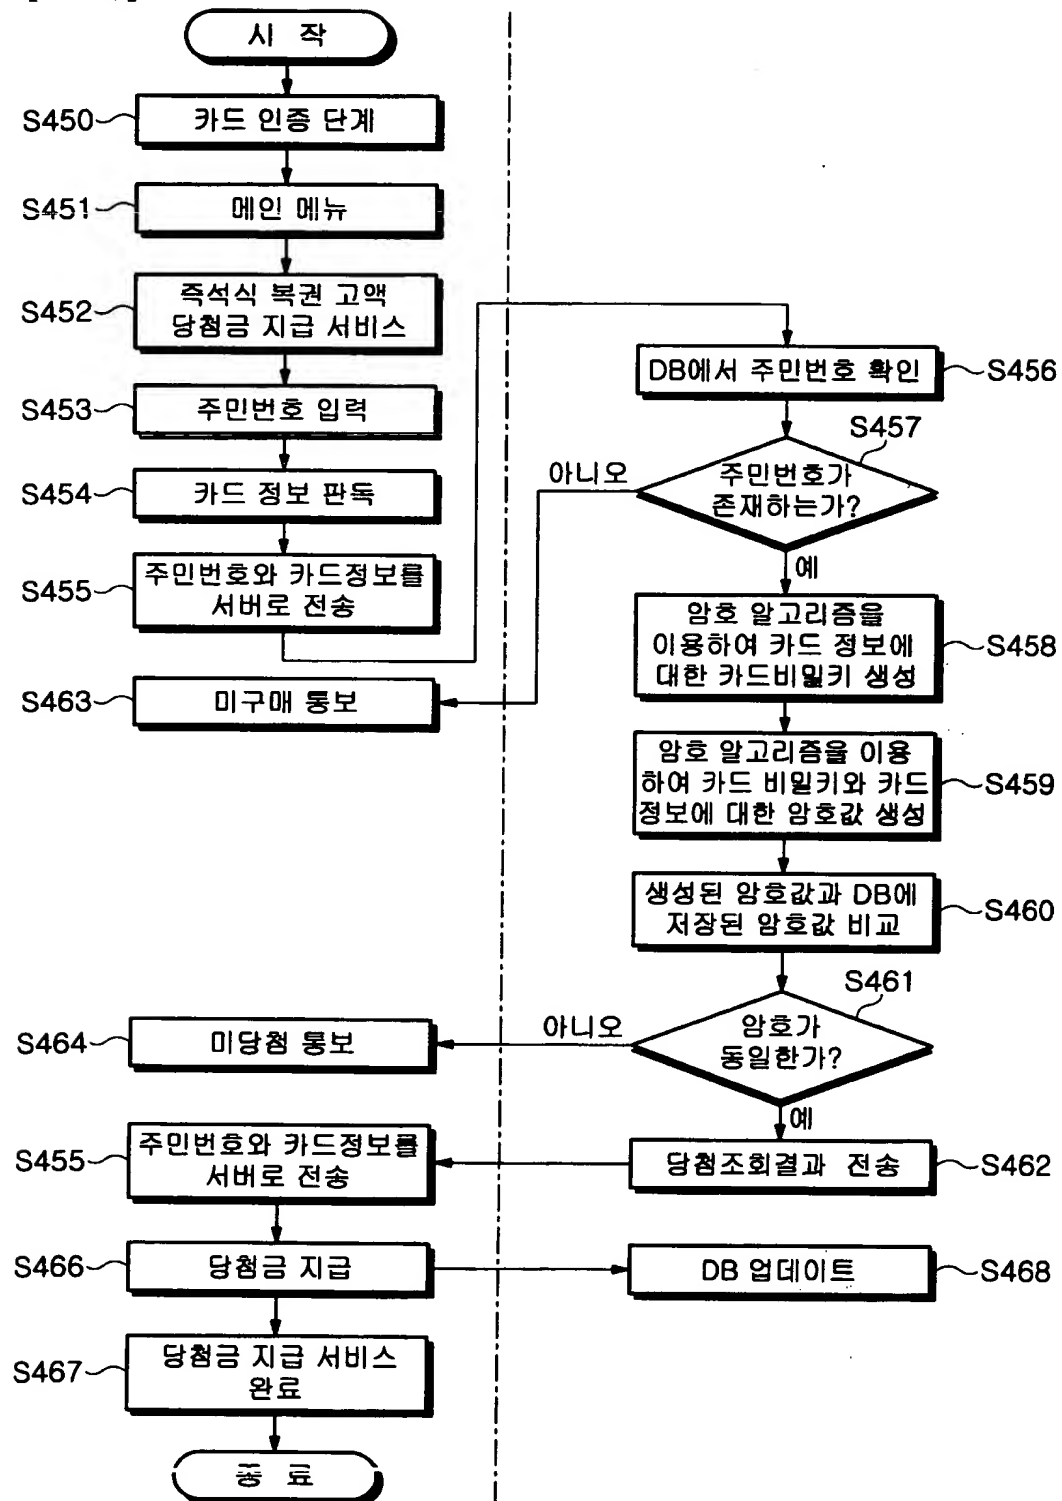 시 작
S450
카드 인증 단계
S451
메인 메뉴
S452
즉석식 복권 고액
당첨금 지급 서비스
S453
주민번호 입력
S454
카드 정보 판독
S455
주민번호와 카드정보를
서버로 전송
S463
미구매 통보
DB에서 주민번호 확인
S456
S457
주민번호가
존재하는가?
아니오
예
암호 알고리즘을
이용하여 카드 정보에
대한 카드비밀키 생성
S458
암호 알고리즘을 이용
하여 카드 비밀키와 카드
정보에 대한 암호값 생성
S459
생성된 암호값과 DB에
저장된 암호값 비교
S460
S461
암호가
동일한가?
아니오
예
S464
미당첨 통보
당첨조회결과 전송
S462
S455
주민번호와 카드정보를
서버로 전송
S466
당첨금 지급
DB 업데이트
S468
S467
당첨금 지급 서비스
완료
종 료